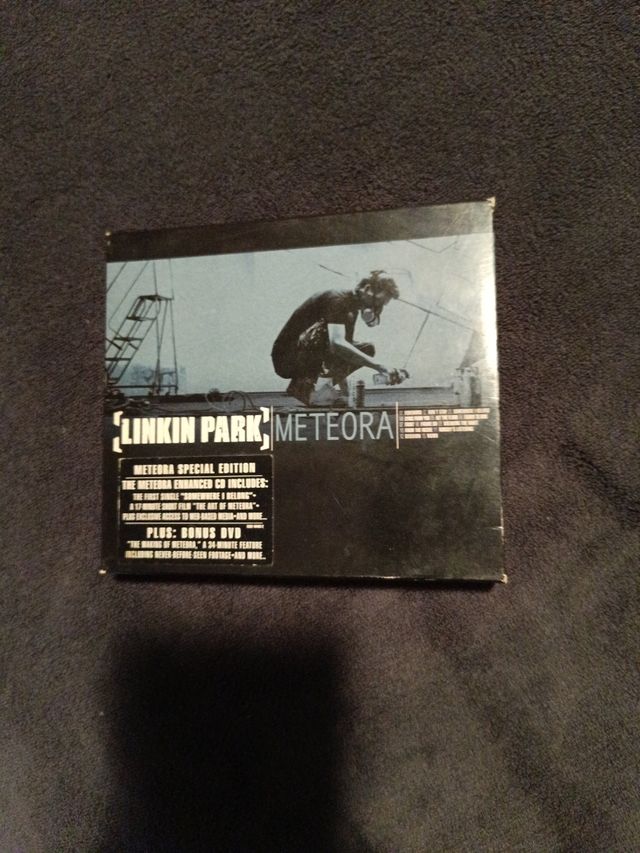 [LINKIN PARK] METEORA
METEORA SPECIAL EDITION
THE METEORA ENHANCED CD INCLUDES:
THE FIRST SINGLE "SOMEWHERE I BELONG"•
A 17-MINUTE SHORT FILM "THE ART OF METEORA"•
PLUS EXCLUSIVE ACCESS TO WEB-BASED MEDIA•AND MORE...
PLUS: BONUS DVD
"THE MAKING OF METEORA," A 34-MINUTE FEATURE
INCLUDING NEVER-BEFORE-SEEN FOOTAGE•AND MORE...